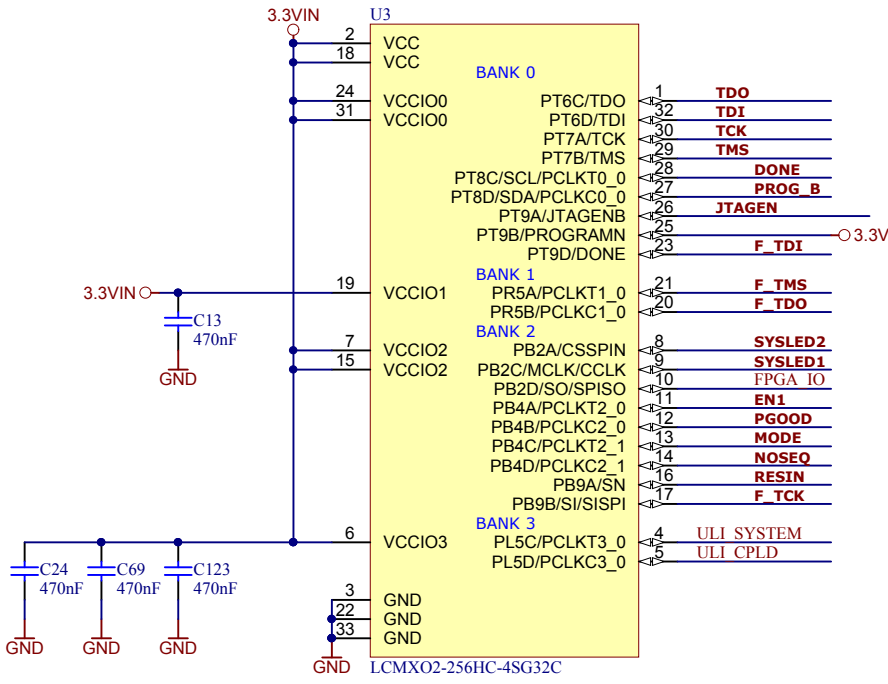 3.3VIN
U3
2 VCC
18 VCC
BANK 0
24 VCCIO0
PT6C/TDO 1 TDO
31 VCCIO0
PT6D/TDI 32 TDI
PT7A/TCK 30 TCK
PT7B/TMS 29 TMS
PT8C/SCL/PCLKT0_0 28 DONE
PT8D/SDA/PCLKC0_0 27 PROG_B
PT9A/JTAGENB 26 JTAGEN
PT9B/PROGRAMN 25 3.3V
PT9D/DONE 23 F_TDI
BANK 1
3.3VIN 19 VCCIO1
PR5A/PCLKT1_0 21 F_TMS
PR5B/PCLKC1_0 20 F_TDO
C13
470nF
GND
BANK 2
7 VCCIO2
PB2A/CSSPIN 8 SYSLED2
15 VCCIO2
PB2C/MCLK/CCLK 9 SYSLED1
PB2D/SO/SPISO 10 FPGA_IO
PB4A/PCLKT2_0 11 EN1
PB4B/PCLKC2_0 12 PGOOD
PB4C/PCLKT2_1 13 MODE
PB4D/PCLKC2_1 14 NOSEQ
PB9A/SN 16 RESIN
PB9B/SI/SISPI 17 F_TCK
BANK 3
6 VCCIO3
PL5C/PCLKT3_0 4 ULI_SYSTEM
PL5D/PCLKC3_0 5 ULI_CPLD
C24 C69 C123
470nF 470nF 470nF
3 GND
22 GND
33 GND
GND GND GND GND
LCMXO2-256HC-4SG32C